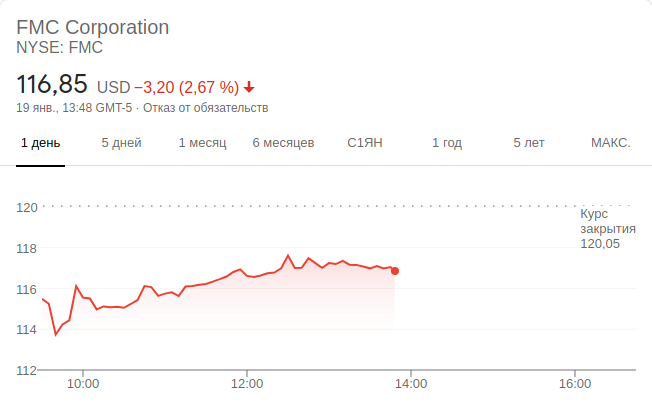 FMC Corporation
NYSE: FMC
116,85 USD −3,20 (2,67 %)
19 янв., 13:48 GMT-5 · Отказ от обязательств
1 день 5 дней 1 месяц 6 месяцев С1ЯН 1 год 5 лет МАКС.
120
Курс
закрытия
120,05
118
116
114
112
10:00 12:00 14:00 16:00